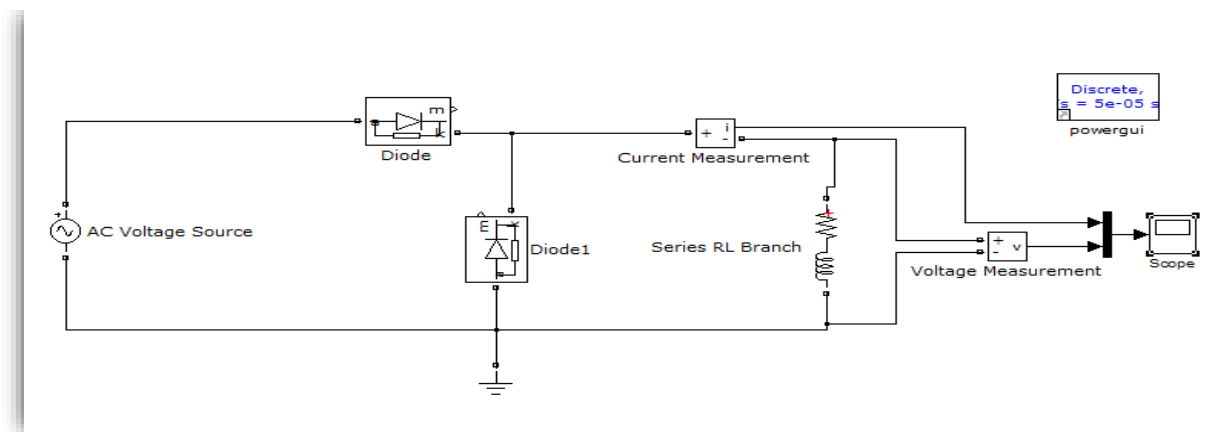 Discrete,
s = 5e-05 s
powergui
m
k
Diode
+ i
-
Current Measurement
+
AC Voltage Source
m
k
Diode1
+
Series RL Branch
+ v
-
Voltage Measurement
Scope